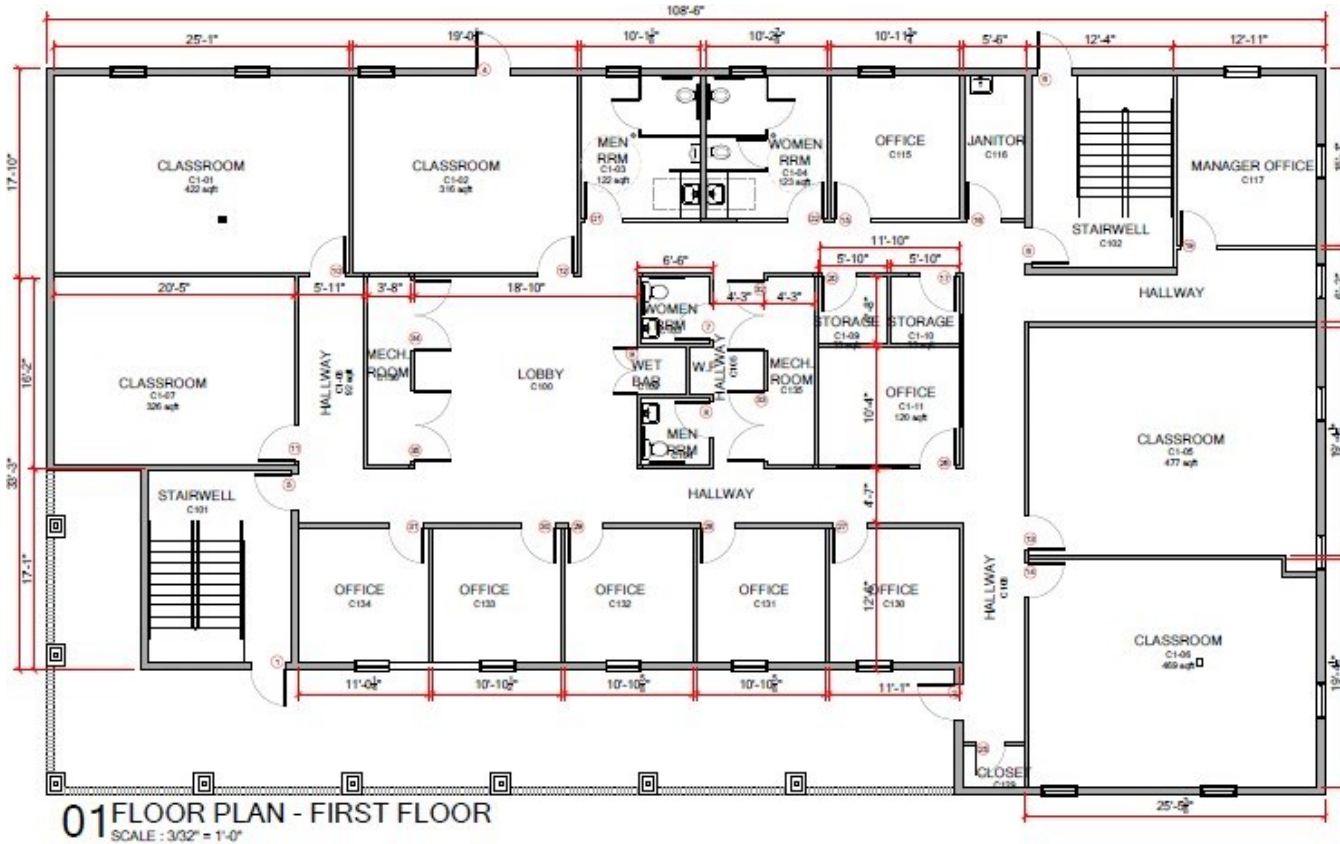 108'-6"
25'-1"
19'-0
10'-1
10'-2
10'-11
5'-6"
12'-4"
12'-11"
17'-10"
CLASSROOM
C1-01
422 sqft
CLASSROOM
C1-02
316 sqft
MEN
RRM
C1-03
122 sqft
WOMEN
RRM
C1-04
123 sqft
OFFICE
C115
JANITOR
C116
STAIRWELL
C102
MANAGER OFFICE
C117
HALLWAY
11'-10"
5'-10"
5'-10"
6'-6"
4'-3"
4'-3"
20'-5"
5'-11"
3'-8"
18'-10"
16'-2"
33'-3"
CLASSROOM
C1-07
326 sqft
HALLWAY
92 sqft
MECH.
ROOM
LOBBY
C100
WOMEN
RRM
WET
BAR
MEN
RRM
HALLWAY
MECH.
ROOM
C135
STORAGE
C1-09
STORAGE
C1-10
OFFICE
C1-11
120 sqft
10'-4"
CLASSROOM
C1-05
477 sqft
HALLWAY
4'-7"
STAIRWELL
C101
17'-1"
OFFICE
C134
OFFICE
C133
OFFICE
C132
OFFICE
C131
OFFICE
C130
12'-6"
HALLWAY
CLASSROOM
C1-06
469 sqft
11'-0
10'-10
10'-10
10'-10
11'-1"
CLOSET
C129
25'-5
01 FLOOR PLAN - FIRST FLOOR
SCALE : 3/32" = 1'-0"